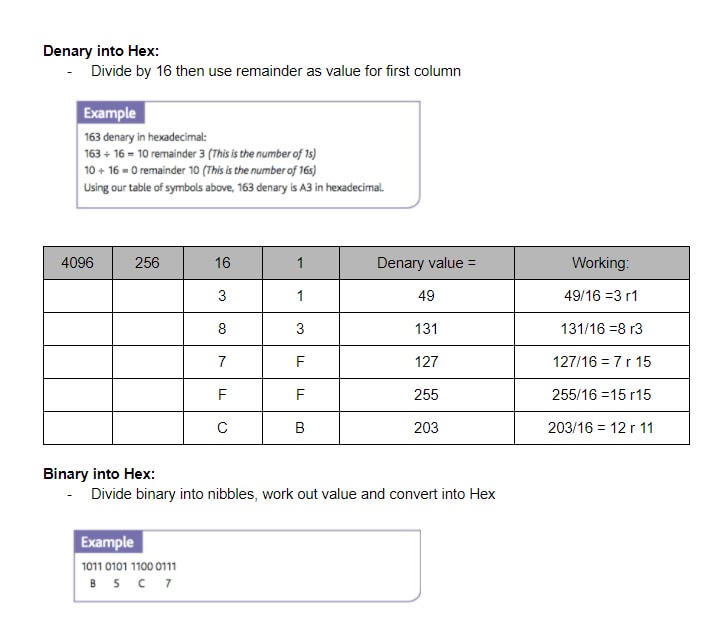 Denary into Hex:
- Divide by 16 then use remainder as value for first column
Example
163 denary in hexadecimal:
163 ÷ 16 = 10 remainder 3 (This is the number of 1s)
10 ÷ 16 = 0 remainder 10 (This is the number of 16s)
Using our table of symbols above, 163 denary is A3 in hexadecimal.
4096 256 16 1 Denary value = Working:
3 1 49 49/16 =3 r1
8 3 131 131/16 =8 r3
7 F 127 127/16 = 7 r 15
F F 255 255/16 =15 r15
C B 203 203/16 = 12 r 11
Binary into Hex:
- Divide binary into nibbles, work out value and convert into Hex
Example
1011 0101 1100 0111
B 5 C 7